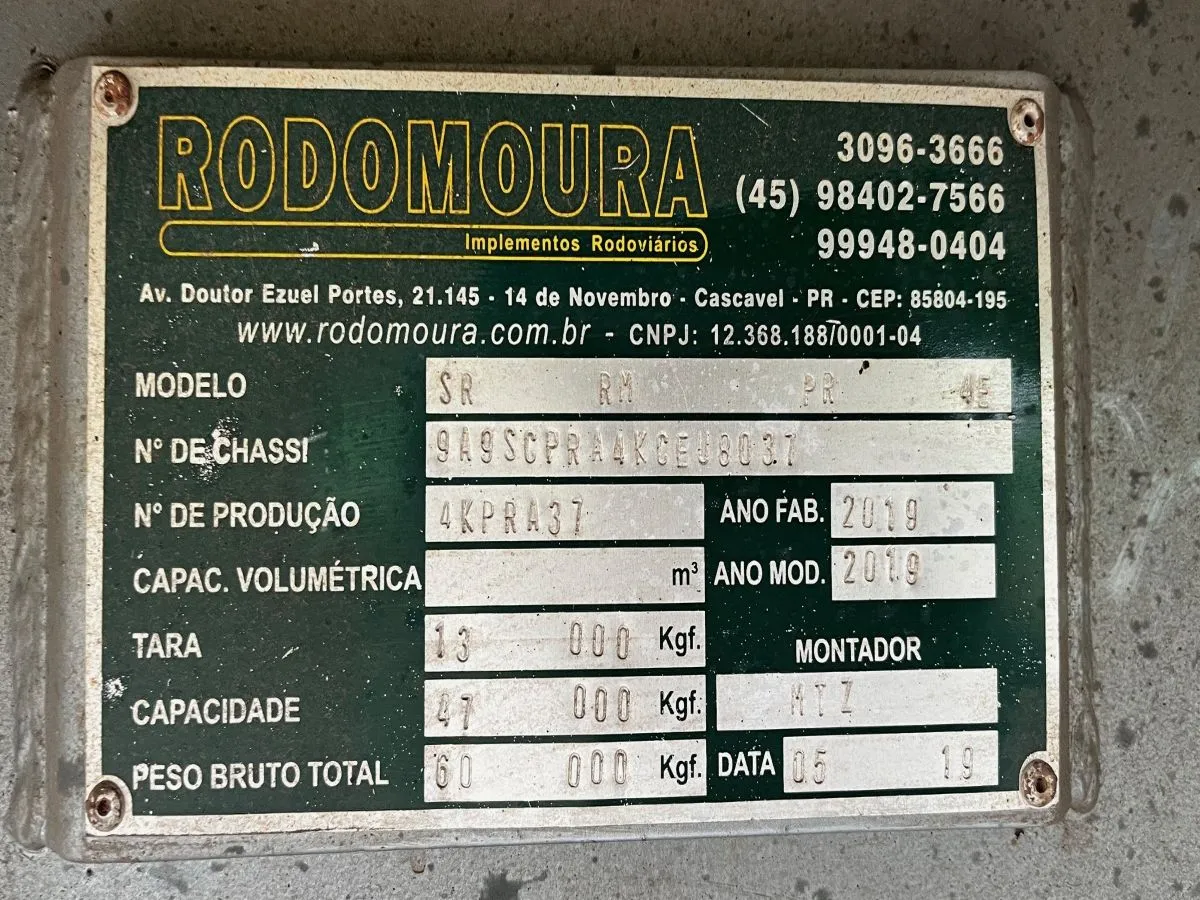 RODOMOURA
Implementos Rodoviários
3096-3666
(45) 98402-7566
99948-0404
Av. Doutor Ezuel Portes, 21.145 - 14 de Novembro - Cascavel - PR - CEP: 85804-195
www.rodomoura.com.br - CNPJ: 12.368.188/0001-04
MODELO SR RM PR 4E
Nº DE CHASSI 9A9SCPRA4KCEJ8037
Nº DE PRODUÇÃO 4KPRA37 ANO FAB. 2019
CAPAC. VOLUMÉTRICA m³ ANO MOD. 2019
TARA 13 000 Kgf.
MONTADOR
CAPACIDADE 47 000 Kgf. MTZ
PESO BRUTO TOTAL 60 000 Kgf. DATA 05 19